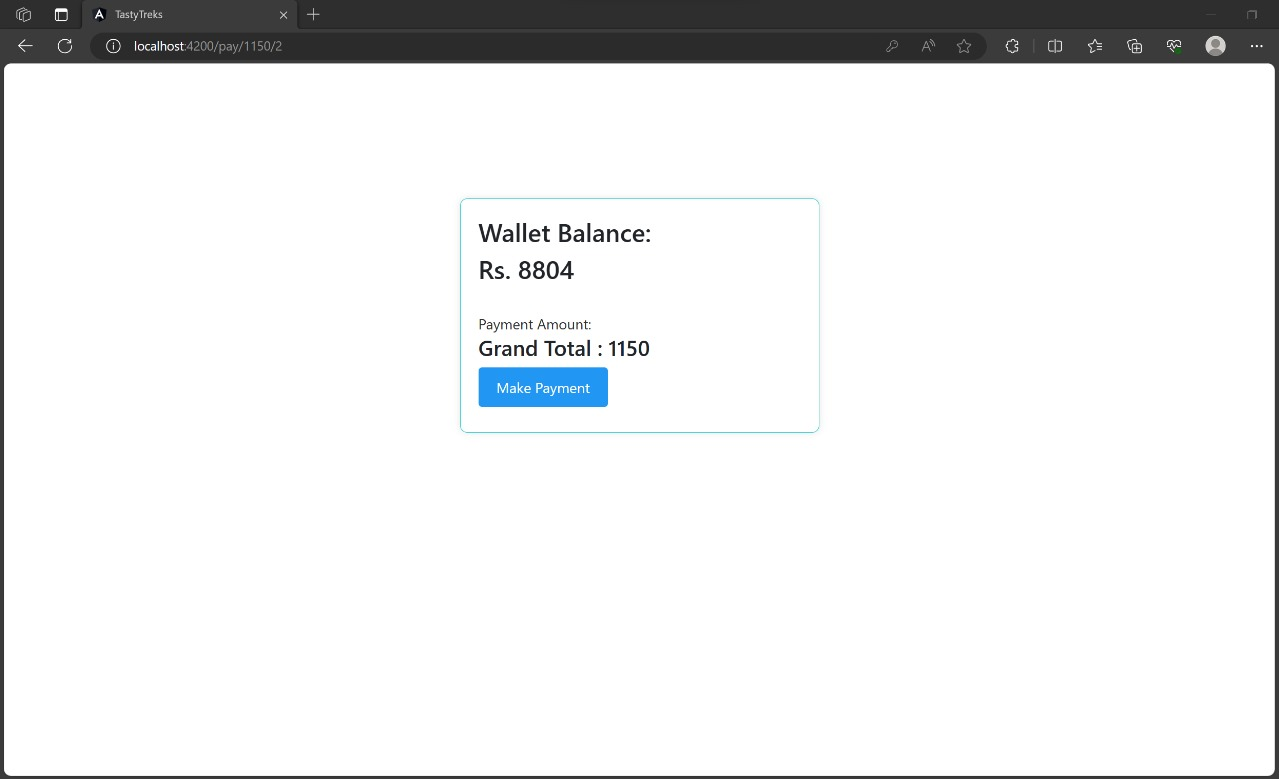 TastyTreks
localhost:4200/pay/1150/2
Wallet Balance:
Rs. 8804
Payment Amount:
Grand Total : 1150
Make Payment